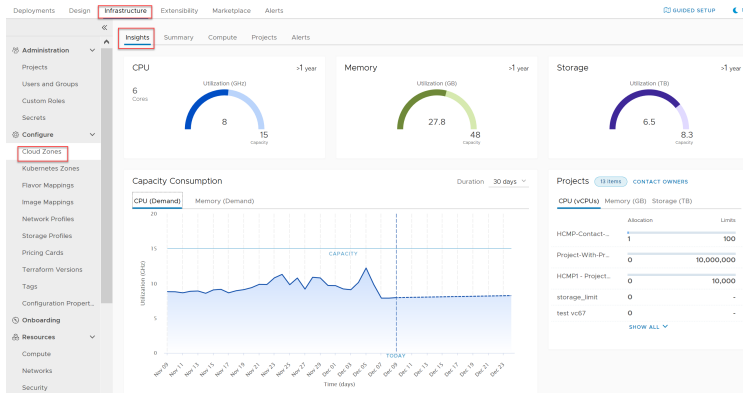 Deployments Design Infrastructure Extensibility Marketplace Alerts GUIDED SETUP
«
Administration
Projects
Users and Groups
Custom Roles
Secrets
Configure
Cloud Zones
Kubernetes Zones
Flavor Mappings
Image Mappings
Network Profiles
Storage Profiles
Pricing Cards
Terraform Versions
Tags
Configuration Propert...
Onboarding
Resources
Compute
Networks
Security
Insights Summary Compute Projects Alerts
CPU >1 year
6
Cores
Utilization (GHz)
8
15
Capacity
Memory >1 year
Utilization (GB)
27.8
48
Capacity
Storage >1 year
Utilization (TB)
6.5
8.3
Capacity
Capacity Consumption Duration 30 days
CPU (Demand) Memory (Demand)
20
15
10
5
0
Utilization (GHz)
CAPACITY
TODAY
Nov 09 Nov 11 Nov 13 Nov 15 Nov 17 Nov 19 Nov 21 Nov 23 Nov 25 Nov 27 Nov 29 Dec 01 Dec 03 Dec 05 Dec 07 Dec 09 Dec 11 Dec 13 Dec 15 Dec 17 Dec 19 Dec 21 Dec 23
Time (days)
Projects 13 items CONTACT OWNERS
CPU (vCPUs) Memory (GB) Storage (TB)
Allocation Limits
HCMP-Contact-...
1 100
Project-With-Pr...
0 10,000,000
HCMP1 - Project...
0 10,000
storage_limit 0 -
test vc67 0 -
SHOW ALL